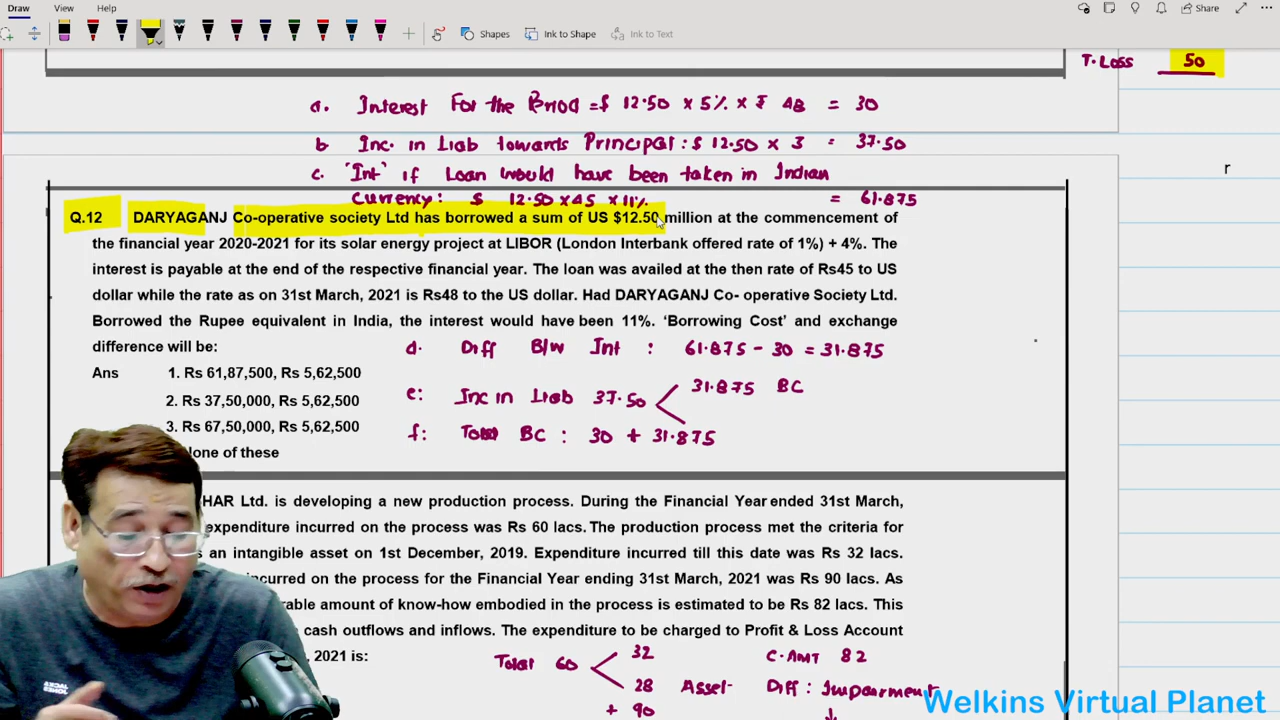 Draw View Help Share
Shapes Ink to Shape Ink to Text
T. Loss 50
a. Interest For the Period = $ 12.50 × 5% × ₹ 48 = 30
b Inc. in Liab towards Principal: $ 12.50 × 3 = 37.50
c. 'Int' if Loan would have been taken in Indian
Currency: $ 12.50 × 45 × 11% = 61.875
r
Q.12 DARYAGANJ Co-operative society Ltd has borrowed a sum of US $12.50 million at the commencement of
the financial year 2020-2021 for its solar energy project at LIBOR (London Interbank offered rate of 1%) + 4%. The
interest is payable at the end of the respective financial year. The loan was availed at the then rate of Rs45 to US
dollar while the rate as on 31st March, 2021 is Rs48 to the US dollar. Had DARYAGANJ Co- operative Society Ltd.
Borrowed the Rupee equivalent in India, the interest would have been 11%. 'Borrowing Cost' and exchange
difference will be:
d. Diff B/w Int : 61.875 - 30 = 31.875
Ans 1. Rs 61,87,500, Rs 5,62,500
e: Inc in Liab 37.50 31.875 BC
2. Rs 37,50,000, Rs 5,62,500
3. Rs 67,50,000, Rs 5,62,500
f: Total BC : 30 + 31.875
None of these
HAR Ltd. is developing a new production process. During the Financial Year ended 31st March,
expenditure incurred on the process was Rs 60 lacs. The production process met the criteria for
an intangible asset on 1st December, 2019. Expenditure incurred till this date was Rs 32 lacs.
incurred on the process for the Financial Year ending 31st March, 2021 was Rs 90 lacs. As
amount of know-how embodied in the process is estimated to be Rs 82 lacs. This
cash outflows and inflows. The expenditure to be charged to Profit & Loss Account
2021 is:
Total 60 32 C. AMT 82
28 Asset Diff : Impairment
+ 90
Welkins Virtual Planet